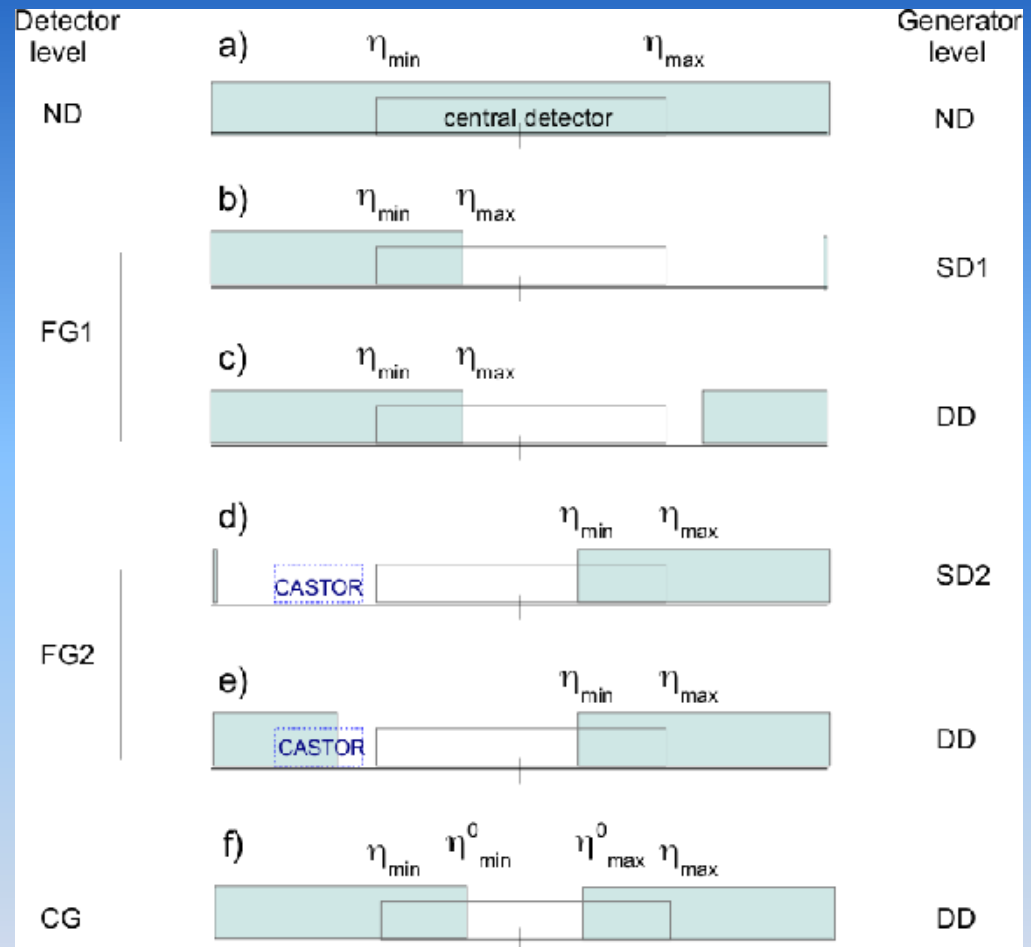 Detector level
Generator level
a) η_min η_max
ND central detector ND
b) η_min η_max
SD1
FG1
c) η_min η_max
DD
d) η_min η_max
CASTOR SD2
FG2
e) η_min η_max
CASTOR DD
f) η_min η^0_min η^0_max η_max
CG DD